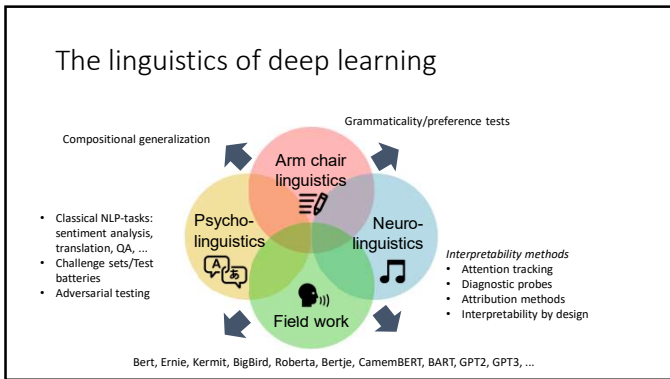 The linguistics of deep learning
Grammaticality/preference tests
Compositional generalization
Arm chair
linguistics
Psycho-
linguistics
A あ
Neuro-
linguistics
Field work
• Classical NLP-tasks:
sentiment analysis,
translation, QA, ...
• Challenge sets/Test
batteries
• Adversarial testing
Interpretability methods
• Attention tracking
• Diagnostic probes
• Attribution methods
• Interpretability by design
Bert, Ernie, Kermit, BigBird, Roberta, Bertje, CamemBERT, BART, GPT2, GPT3, ...